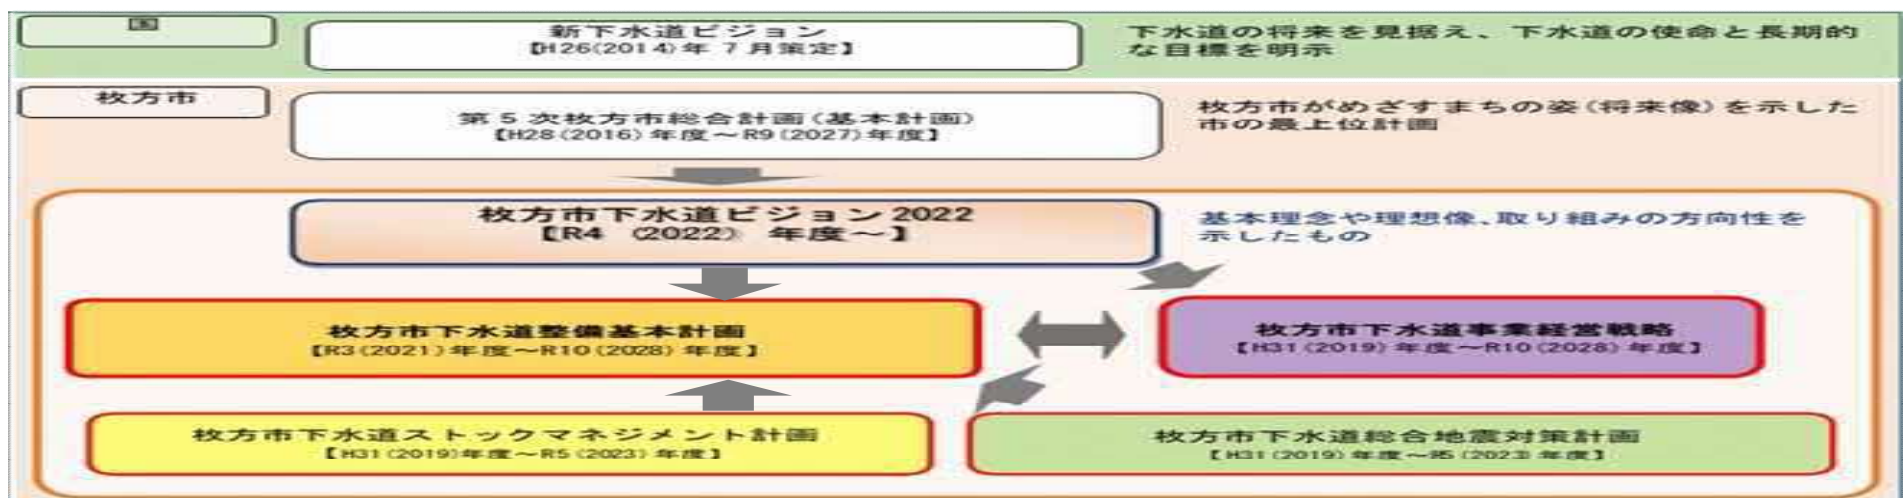 国
新下水道ビジョン
【H26(2014)年 7 月策定】
下水道の将来を見据え、下水道の使命と長期的
な目標を明示
枚方市
第 5 次枚方市総合計画(基本計画)
【H28(2016)年度～R9(2027)年度】
枚方市がめざすまちの姿(将来像)を示した
市の最上位計画
枚方市下水道ビジョン 2022
【R4 (2022) 年度～】
基本理念や理想像、取り組みの方向性を
示したもの
枚方市下水道整備基本計画
【R3(2021)年度～R10(2028)年度】
枚方市下水道事業経営戦略
【H31(2019)年度～R10(2028)年度】
枚方市下水道ストックマネジメント計画
【H31(2019)年度～R5(2023)年度】
枚方市下水道総合地震対策計画
【H31(2019)年度～R5(2023)年度】